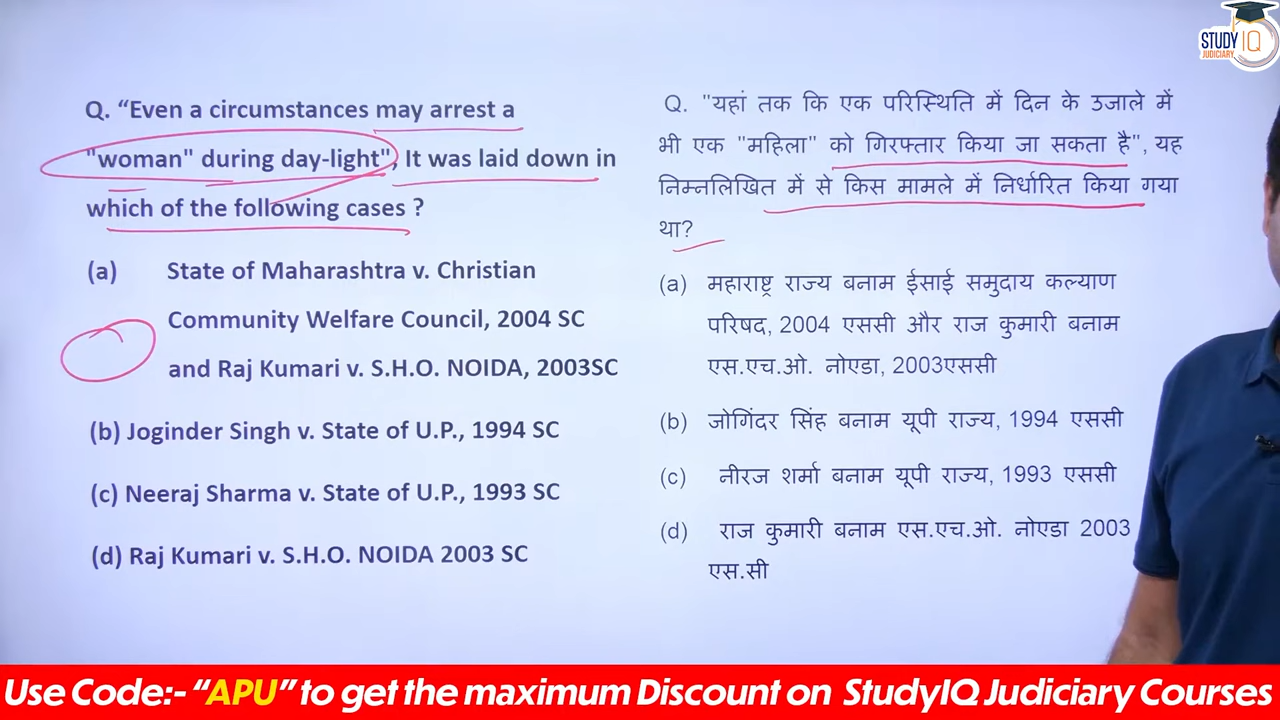 STUDY IQ
JUDICIARY
Q. “Even a circumstances may arrest a
"woman" during day-light", It was laid down in
which of the following cases ?
(a) State of Maharashtra v. Christian
Community Welfare Council, 2004 SC
and Raj Kumari v. S.H.O. NOIDA, 2003SC
(b) Joginder Singh v. State of U.P., 1994 SC
(c) Neeraj Sharma v. State of U.P., 1993 SC
(d) Raj Kumari v. S.H.O. NOIDA 2003 SC
Q. "यहां तक कि एक परिस्थिति में दिन के उजाले में
भी एक "महिला" को गिरफ्तार किया जा सकता है", यह
निम्नलिखित में से किस मामले में निर्धारित किया गया
था?
(a) महाराष्ट्र राज्य बनाम ईसाई समुदाय कल्याण
परिषद, 2004 एससी और राज कुमारी बनाम
एस.एच.ओ. नोएडा, 2003एससी
(b) जोगिंदर सिंह बनाम यूपी राज्य, 1994 एससी
(c) नीरज शर्मा बनाम यूपी राज्य, 1993 एससी
(d) राज कुमारी बनाम एस.एच.ओ. नोएडा 2003
एस.सी
Use Code:- “APU” to get the maximum Discount on StudyIQ Judiciary Courses